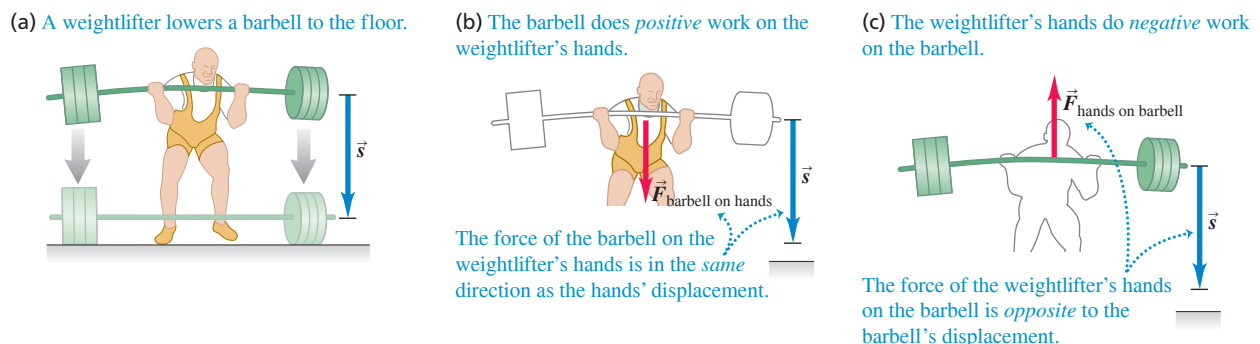 (a) A weightlifter lowers a barbell to the floor.
s
(b) The barbell does positive work on the
weightlifter’s hands.
F barbell on hands
s
The force of the barbell on the
weightlifter’s hands is in the same
direction as the hands’ displacement.
(c) The weightlifter’s hands do negative work
on the barbell.
F hands on barbell
s
The force of the weightlifter’s hands
on the barbell is opposite to the
barbell’s displacement.